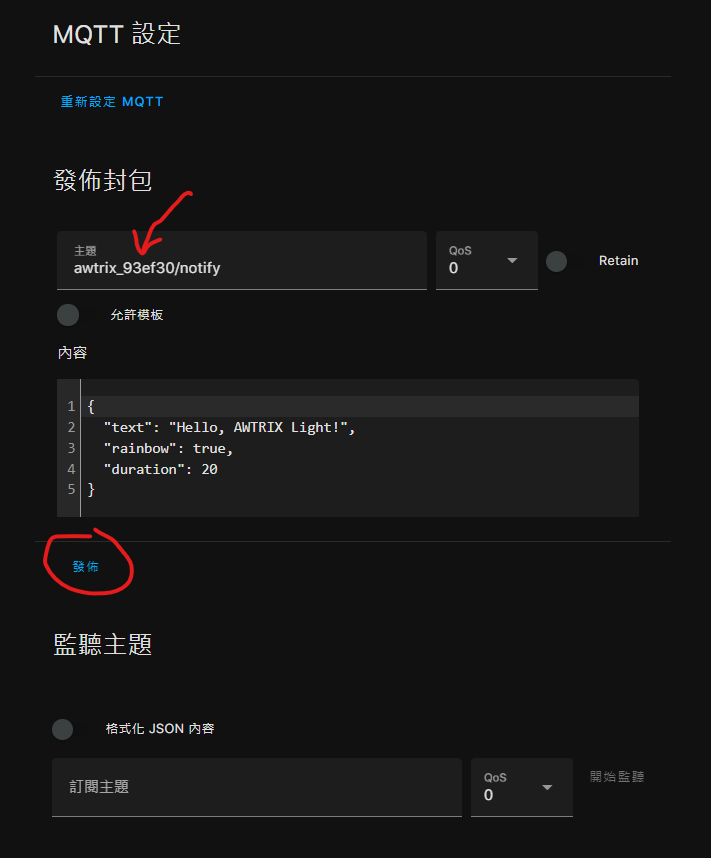 MQTT 設定
重新設定 MQTT
發佈封包
主題
awtrix_93ef30/notify
QoS
0
Retain
允許模板
內容
1 {
2 "text": "Hello, AWTRIX Light!",
3 "rainbow": true,
4 "duration": 20
5 }
發佈
監聽主題
格式化 JSON 內容
訂閱主題
QoS
0
開始監聽